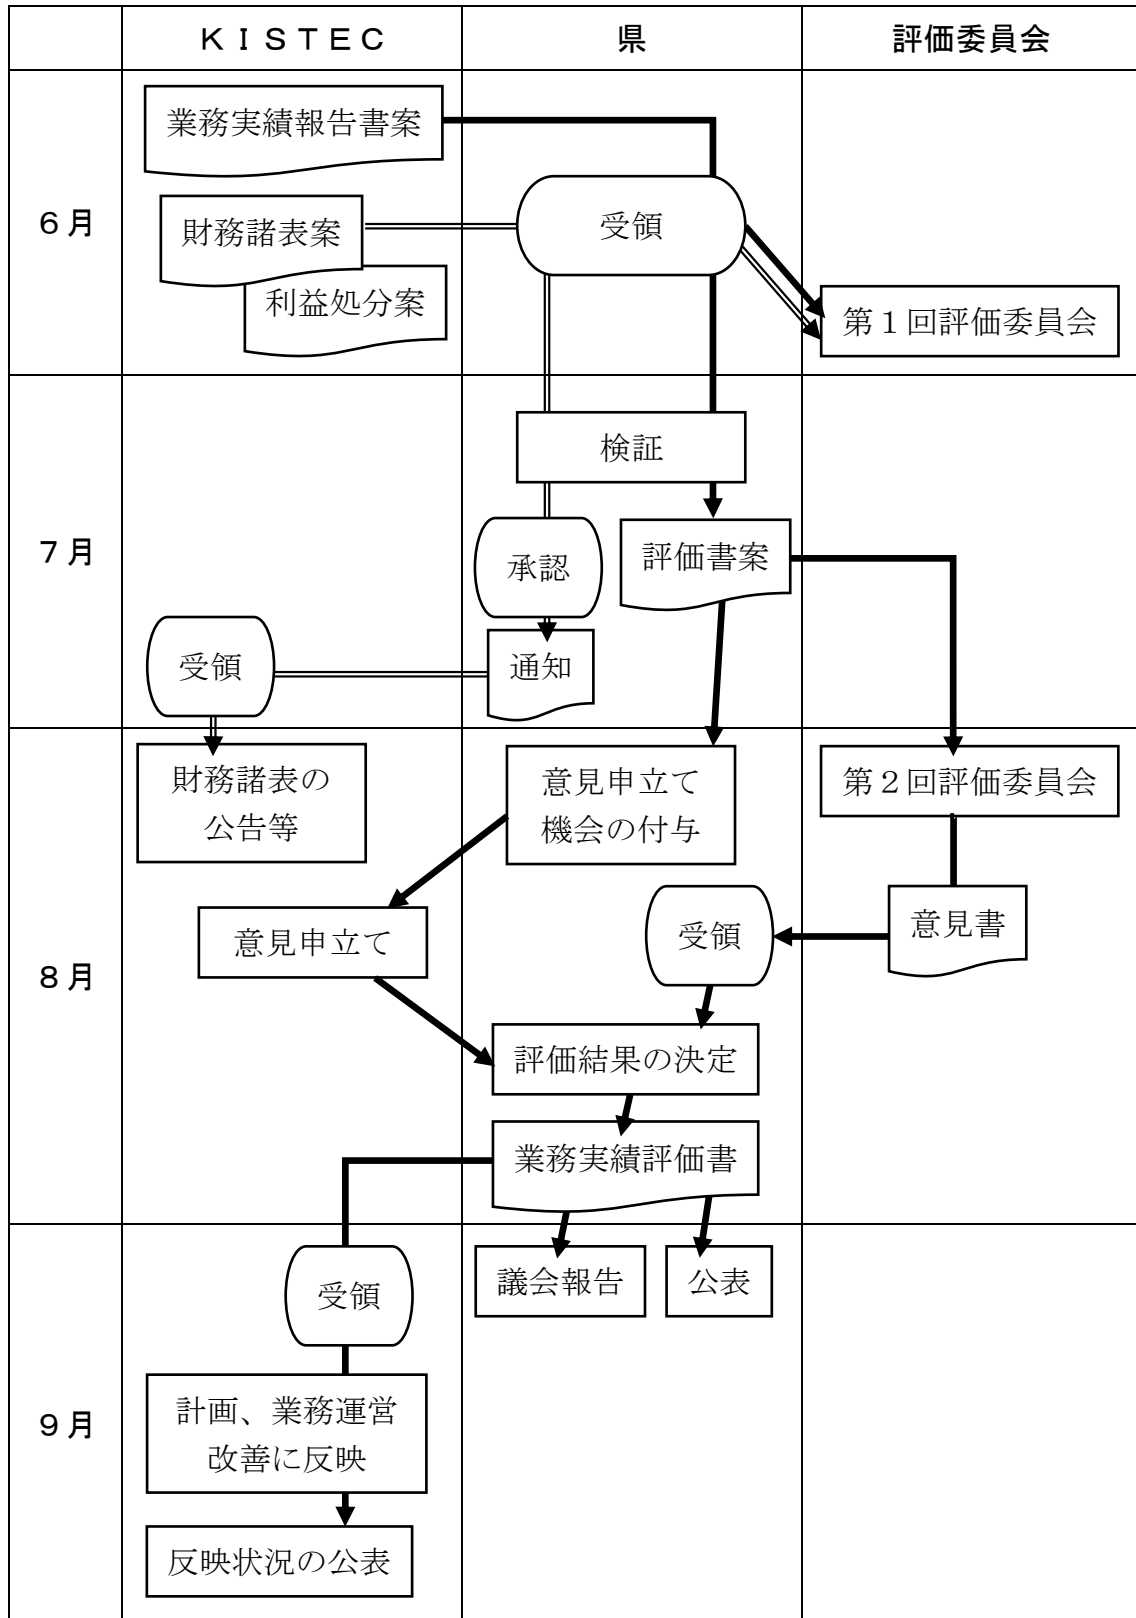 ＫＩＳＴＥＣ
県
評価委員会
６月
業務実績報告書案
財務諸表案
利益処分案
受領
第１回評価委員会
７月
検証
承認
評価書案
受領
通知
８月
財務諸表の
公告等
意見申立て
機会の付与
第２回評価委員会
意見申立て
受領
意見書
評価結果の決定
業務実績評価書
９月
受領
議会報告
公表
計画、業務運営
改善に反映
反映状況の公表